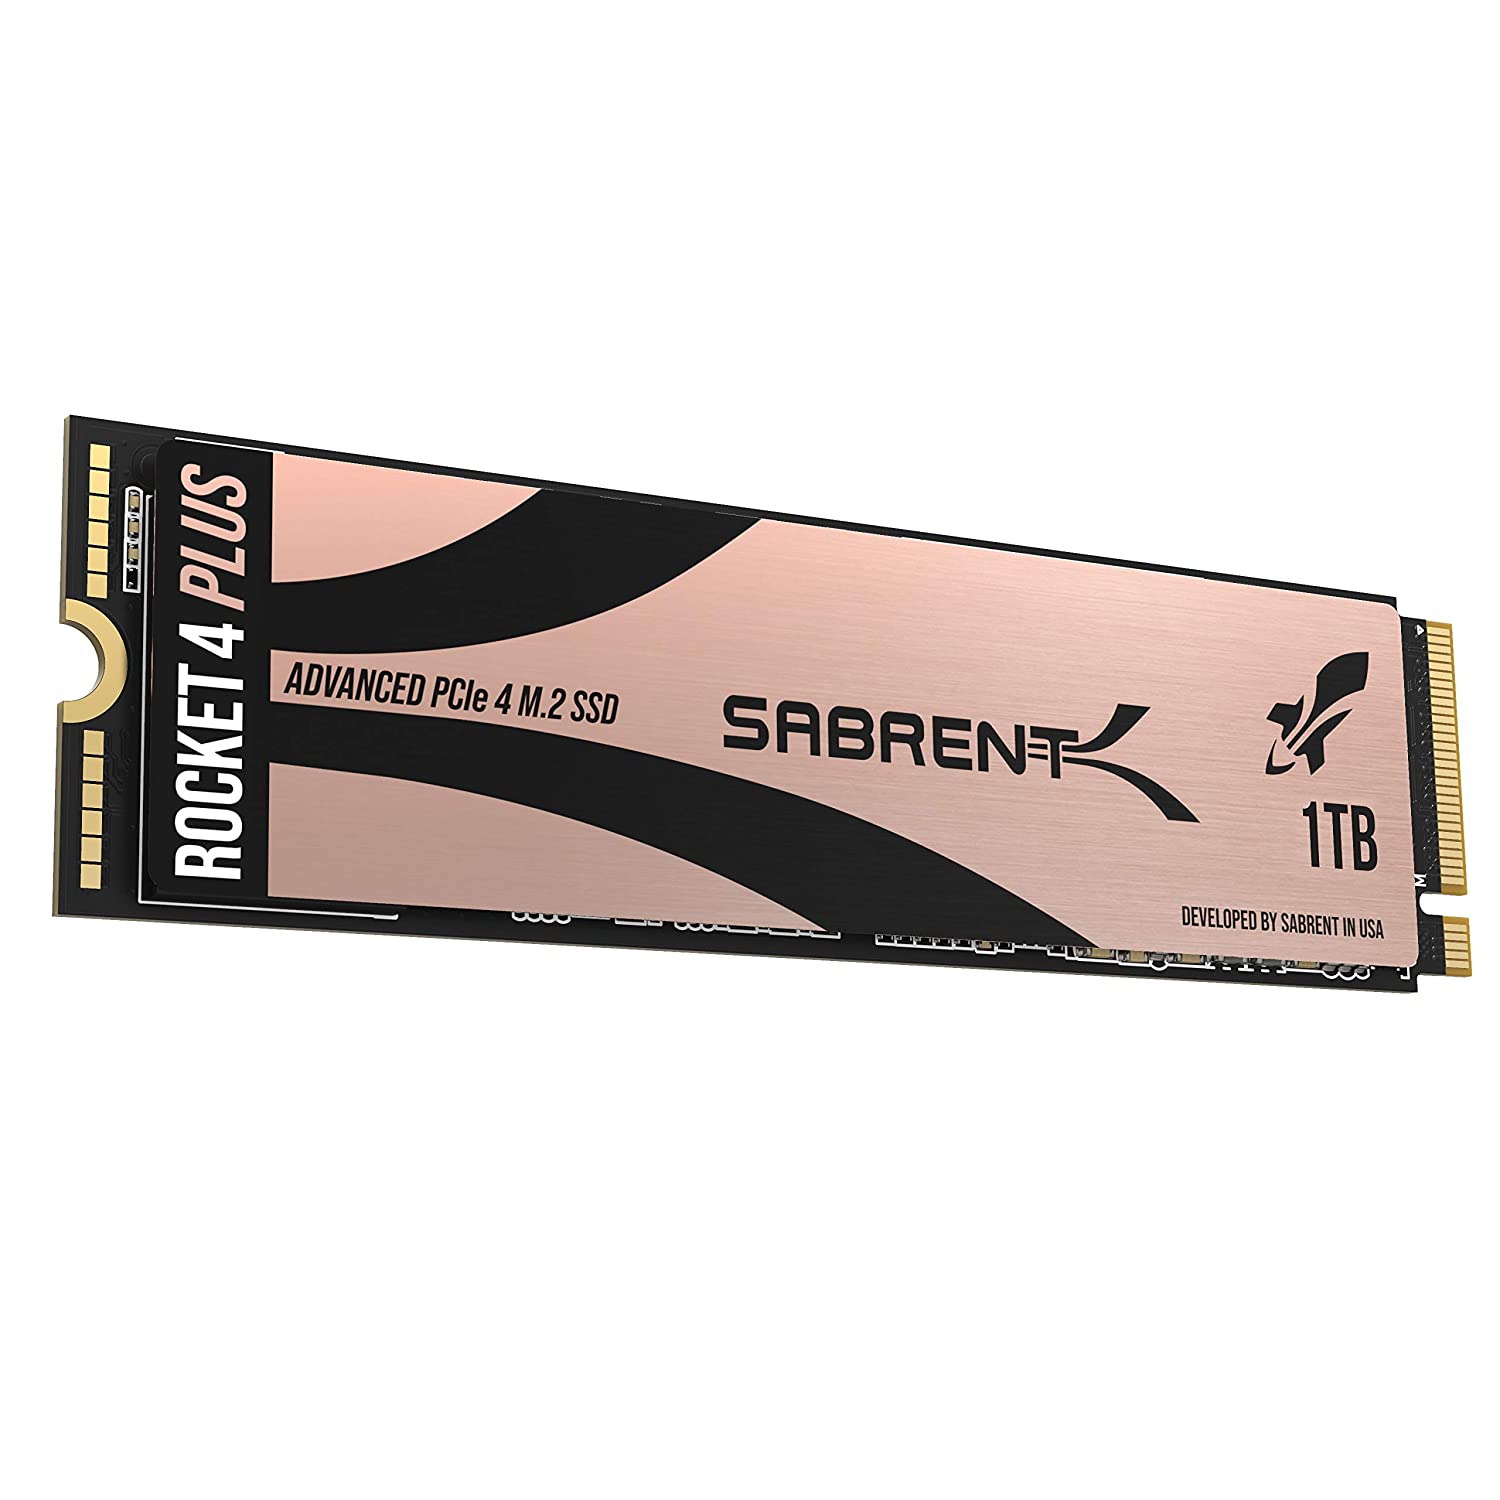 ROCKET 4 PLUS
ADVANCED PCIe 4 M.2 SSD
SABRENT
1TB
M
DEVELOPED BY SABRENT IN USA